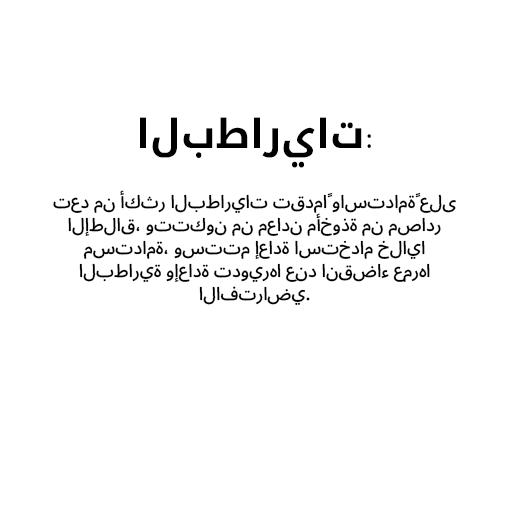 البطاريات:
تعد من أكثر البطاريات تقدماً واستدامةً على
الإطلاق، وتتكون من معادن مأخوذة من مصادر
مستدامة، وستتم إعادة استخدام خلايا
البطارية وإعادة تدويرها عند انقضاء عمرها
الافتراضي.